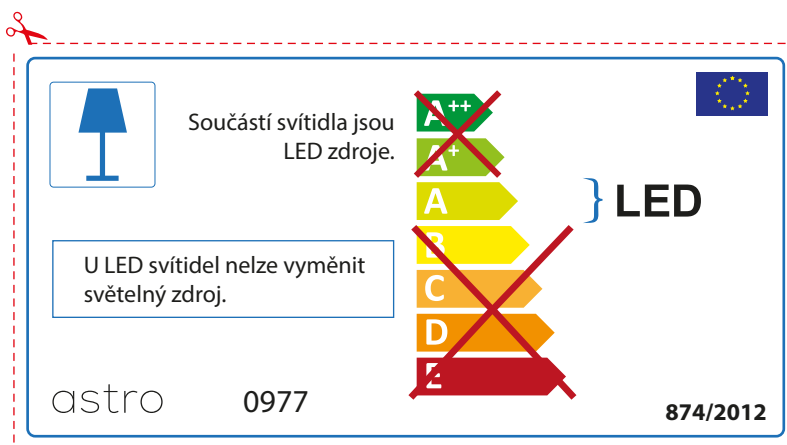 Součástí svítidla jsou
LED zdroje.
A++
A+
A
B
C
D
E
LED
U LED svítidel nelze vyměnit
světelný zdroj.
astro
0977
874/2012